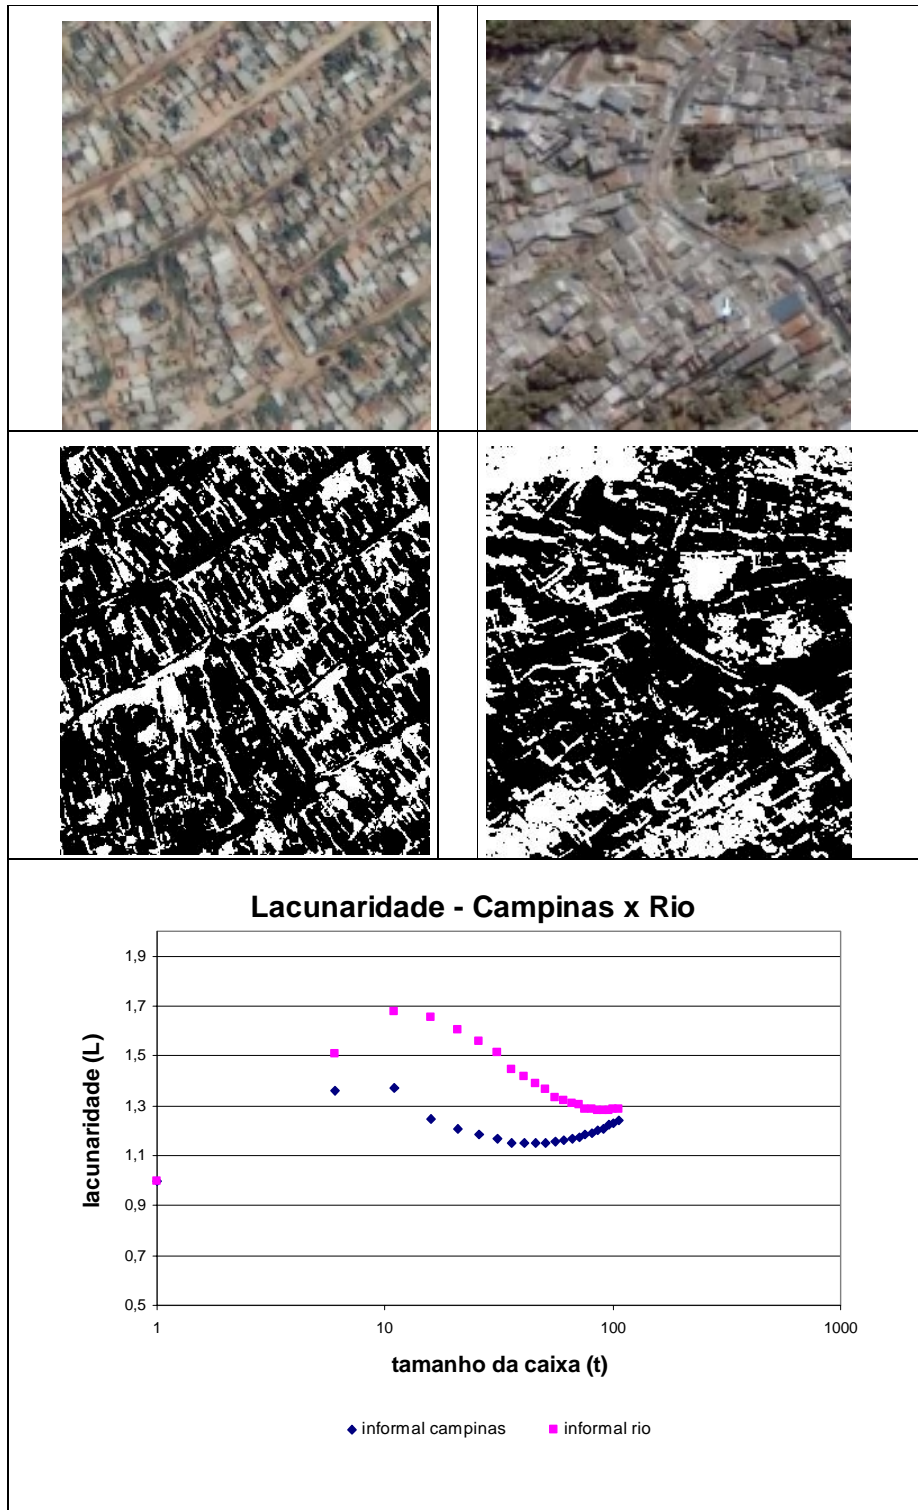 Lacunaridade - Campinas x Rio
1,9
1,7
1,5
1,3
1,1
0,9
0,7
0,5
lacunaridade (L)
1 10 100 1000
tamanho da caixa (t)
informal campinas informal rio